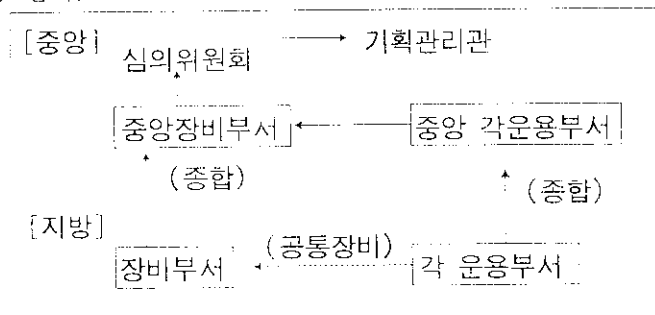 [중앙]
심의위원회 → 기획관리관
중앙장비부서 ← 중앙 각운용부서
(종합) (종합)
[지방]
(공통장비)
장비부서 각 운용부서